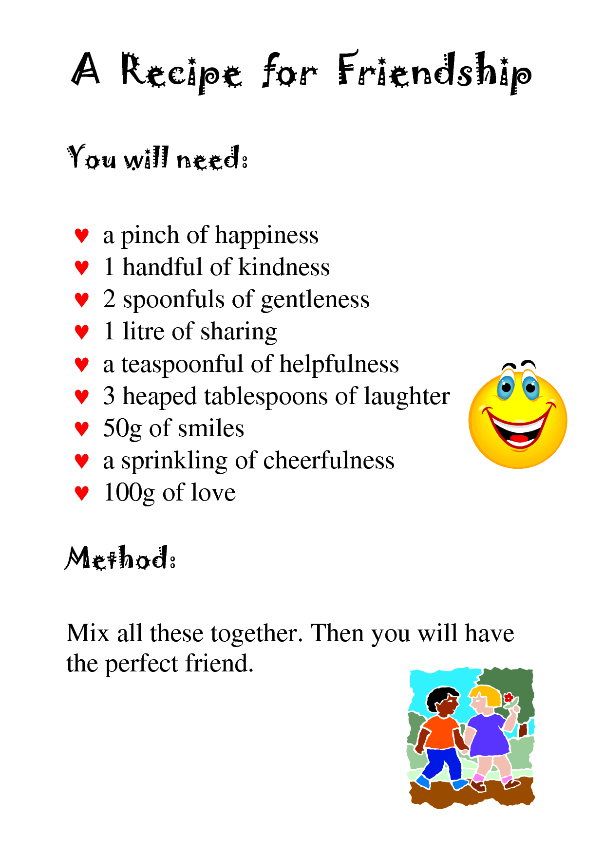 A Recipe for Friendship
You will need:
♥ a pinch of happiness
♥ 1 handful of kindness
♥ 2 spoonfuls of gentleness
♥ 1 litre of sharing
♥ a teaspoonful of helpfulness
♥ 3 heaped tablespoons of laughter
♥ 50g of smiles
♥ a sprinkling of cheerfulness
♥ 100g of love
Method:
Mix all these together. Then you will have
the perfect friend.